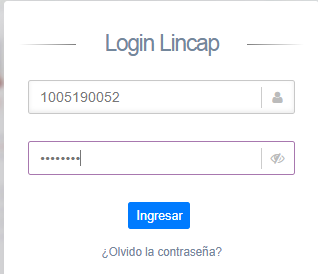 Login Lincap
1005190052
••••••••
Ingresar
¿Olvido la contraseña?